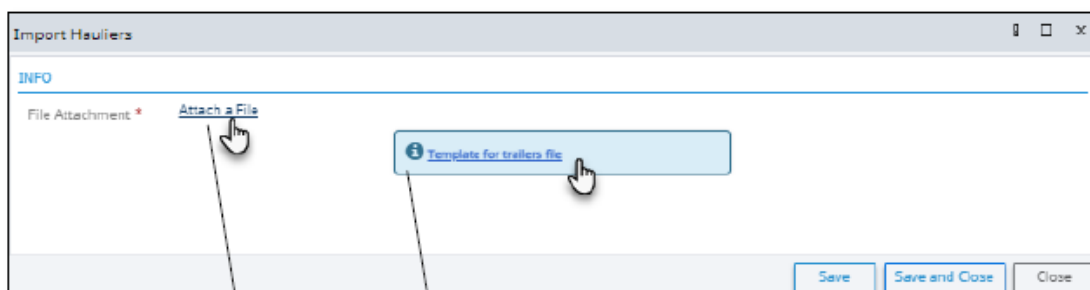 Import Hauliers
INFO
File Attachment * Attach a File
Template for trailers file
Save Save and Close Close